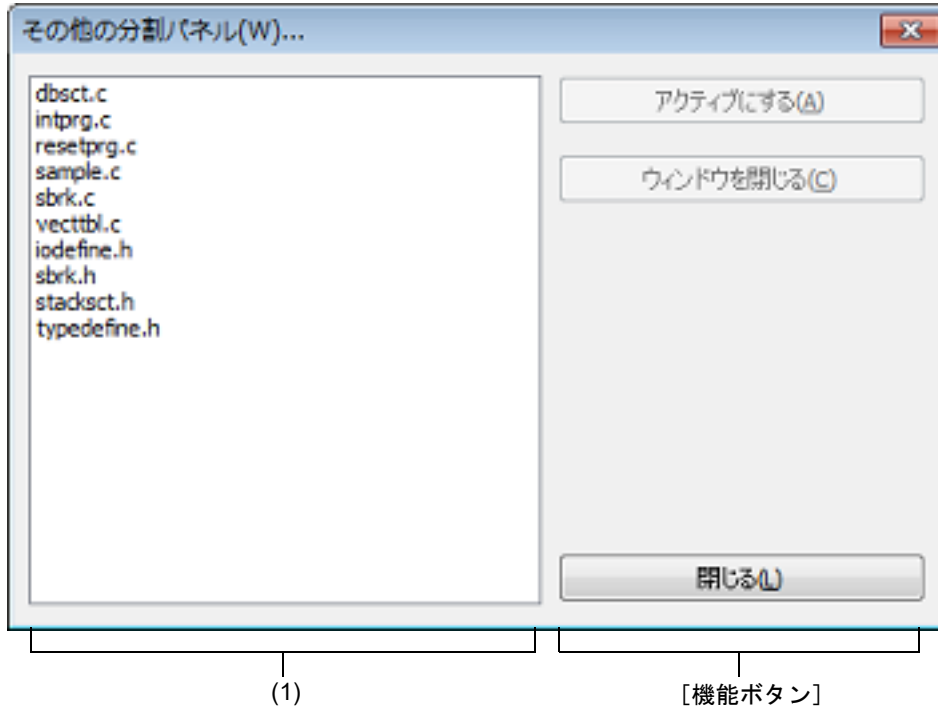 その他の分割パネル(W)...
dbsct.c
intprg.c
resetprg.c
sample.c
sbrk.c
vecttbl.c
iodefine.h
sbrk.h
stacksct.h
typedefine.h
アクティブにする(A)
ウィンドウを閉じる(C)
閉じる(L)
(1)
[機能ボタン]